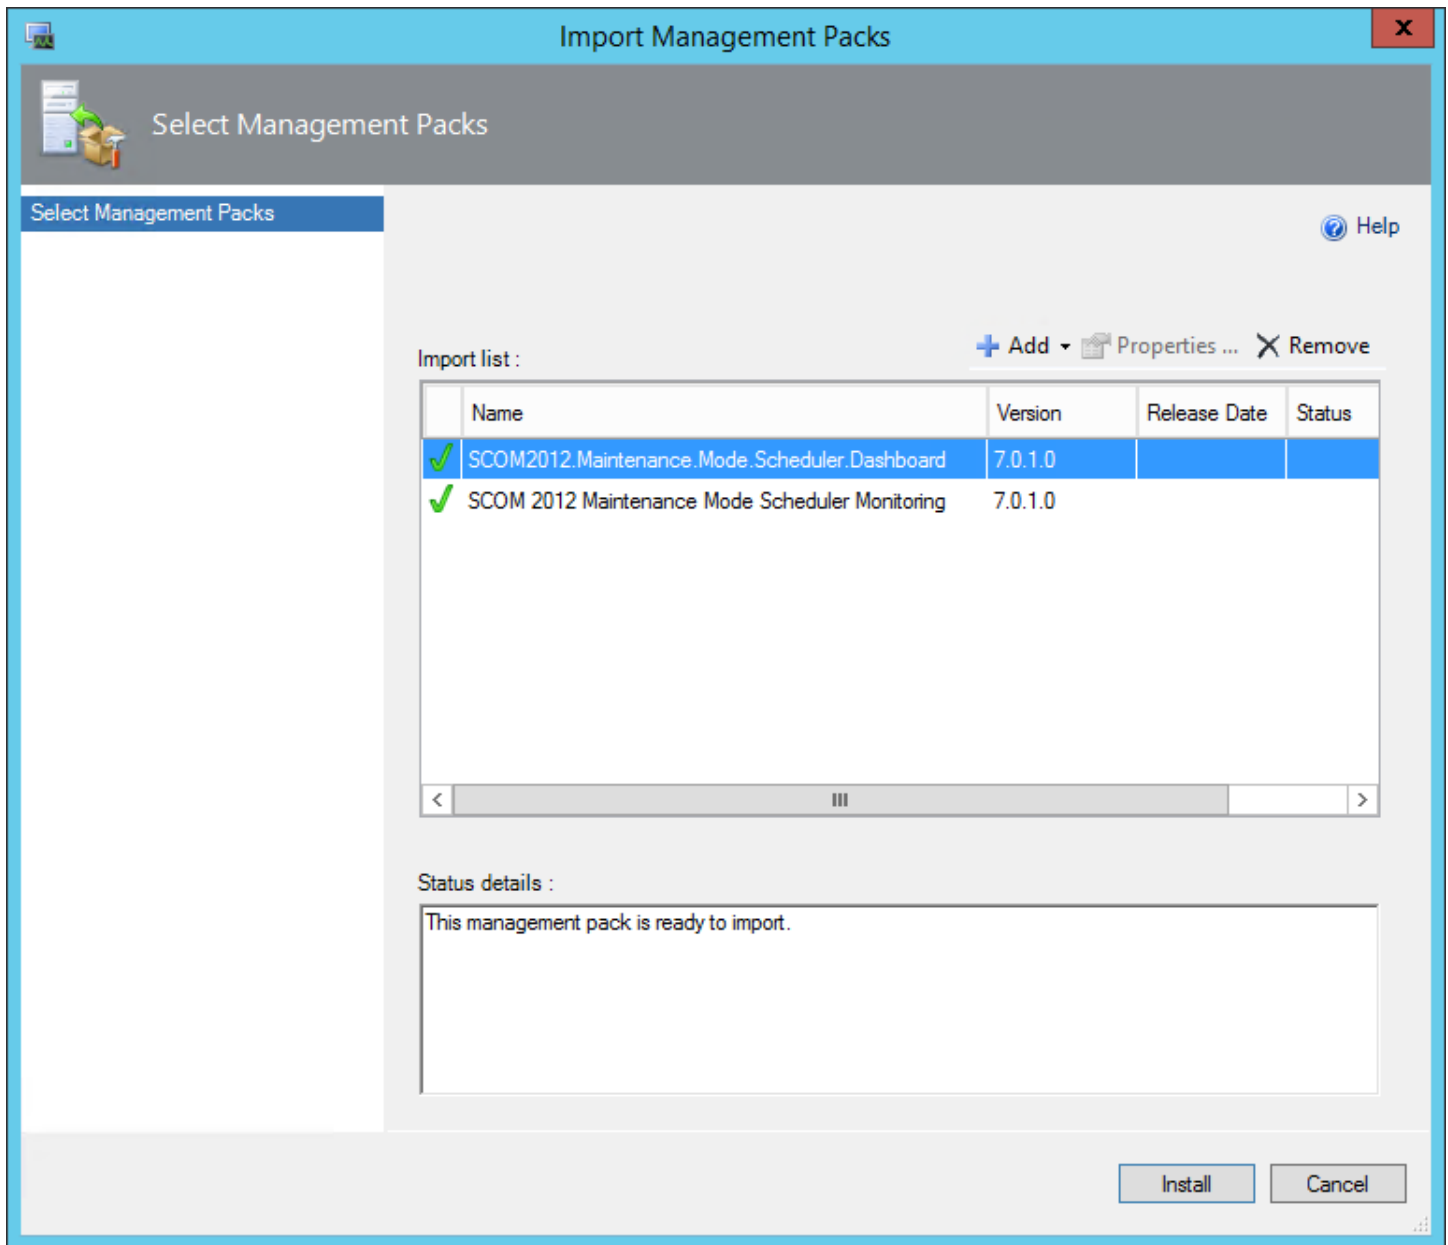 Import Management Packs
x
Select Management Packs
Select Management Packs
Help
Import list :
Add
Properties ...
Remove
Name Version Release Date Status
SCOM2012.Maintenance.Mode.Scheduler.Dashboard 7.0.1.0
SCOM 2012 Maintenance Mode Scheduler Monitoring 7.0.1.0
Status details :
This management pack is ready to import.
Install Cancel